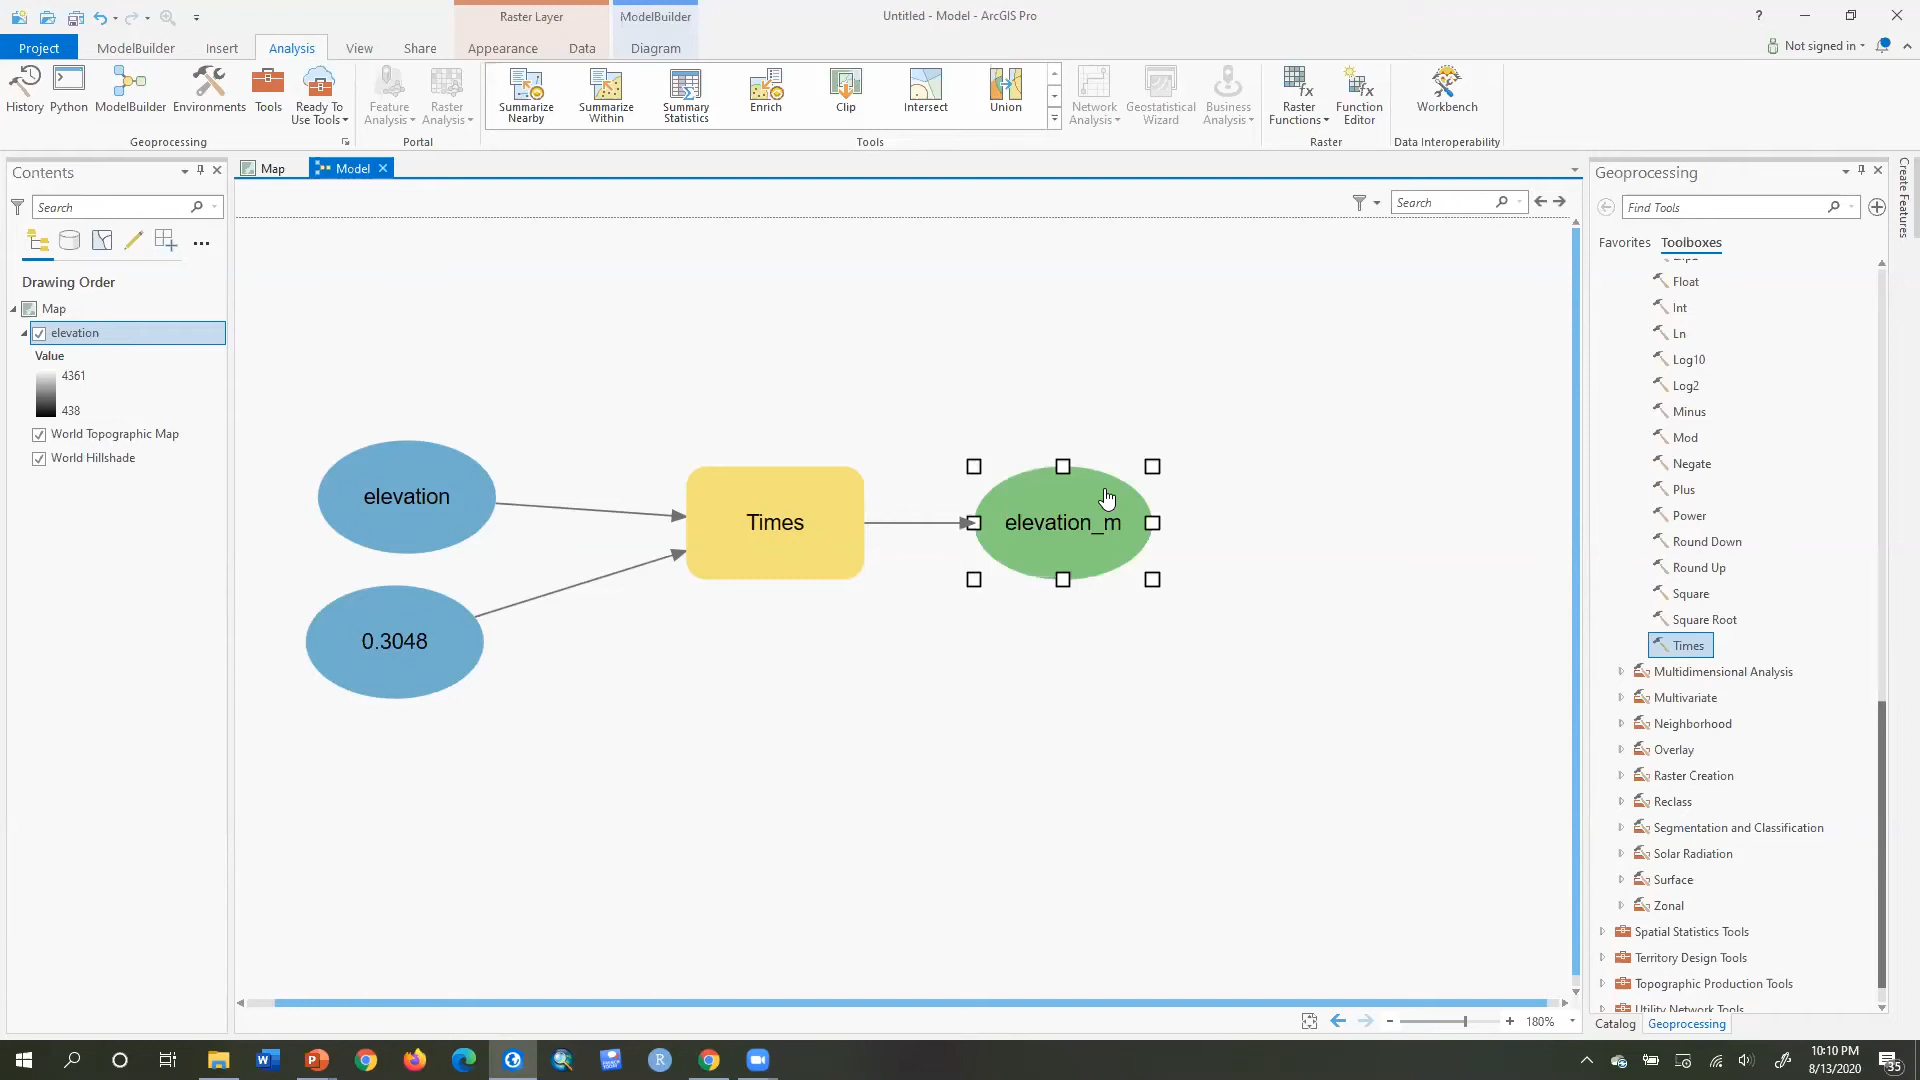 Raster Layer
ModelBuilder
Untitled - Model - ArcGIS Pro
?
Project
ModelBuilder
Insert
Analysis
View
Share
Appearance
Data
Diagram
Not signed in
History
Python
ModelBuilder
Environments
Tools
Ready To
Use Tools
Feature
Analysis
Raster
Analysis
Summarize
Nearby
Summarize
Within
Summary
Statistics
Enrich
Clip
Intersect
Union
Network
Analysis
Geostatistical
Wizard
Business
Analysis
Raster
Functions
Function
Editor
Workbench
Geoprocessing
Portal
Tools
Raster
Data Interoperability
Contents
Search
Drawing Order
Map
elevation
Value
4361
438
World Topographic Map
World Hillshade
Map
Model
Search
elevation
0.3048
Times
elevation_m
180%
Geoprocessing
Find Tools
Favorites
Toolboxes
Float
Int
Ln
Log10
Log2
Minus
Mod
Negate
Plus
Power
Round Down
Round Up
Square
Square Root
Times
Multidimensional Analysis
Multivariate
Neighborhood
Overlay
Raster Creation
Reclass
Segmentation and Classification
Solar Radiation
Surface
Zonal
Spatial Statistics Tools
Territory Design Tools
Topographic Production Tools
Utility Network Tools
Catalog
Geoprocessing
Create Features
10:10 PM
8/13/2020
35